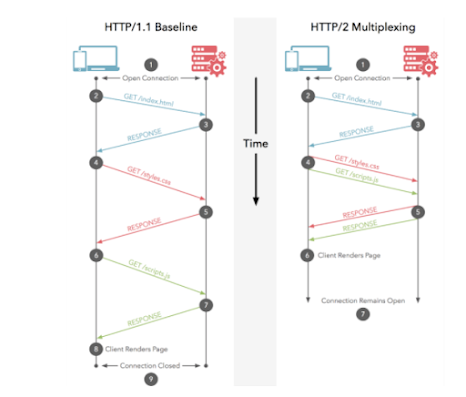 HTTP/1.1 Baseline
1
Open Connection
2
GET /index.html
3
RESPONSE
4
GET /styles.css
5
RESPONSE
6
GET /scripts.js
7
RESPONSE
8
Client Renders Page
Connection Closed
9
Time
HTTP/2 Multiplexing
1
Open Connection
2
GET /index.html
3
RESPONSE
4
GET /styles.css
GET /scripts.js
5
RESPONSE
RESPONSE
6
Client Renders Page
Connection Remains Open
7